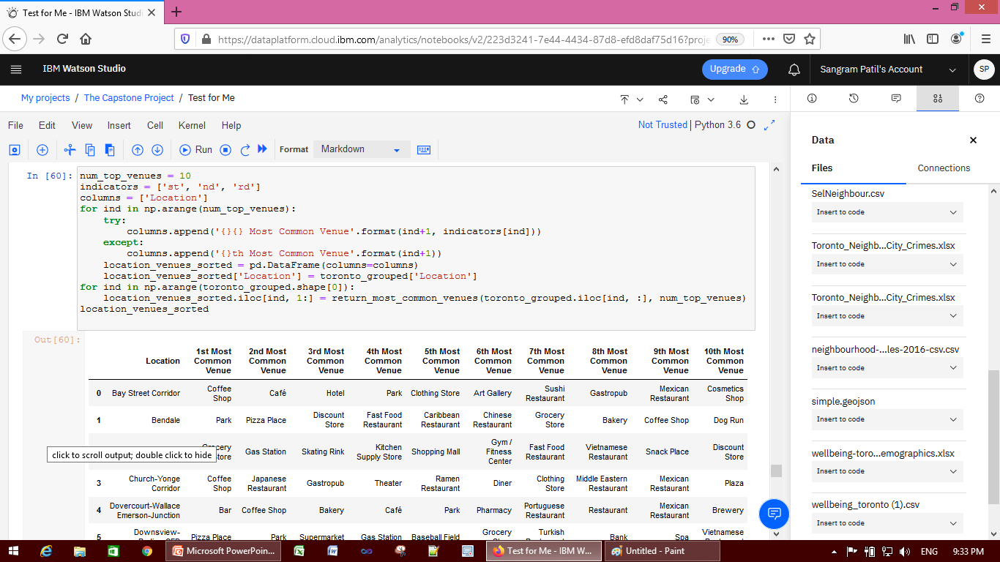 Test for Me - IBM Watson Studi
https://dataplatform.cloud.ibm.com/analytics/notebooks/v2/223d3241-7e44-4434-87d8-efd8daf75d16?proje
90%
IBM Watson Studio
Upgrade
Sangram Patil's Account
SP
My projects / The Capstone Project / Test for Me
File Edit View Insert Cell Kernel Help
Not Trusted | Python 3.6
Run
Format
Markdown
In [60]:
num_top_venues = 10
indicators = ['st', 'nd', 'rd']
columns = ['Location']
for ind in np.arange(num_top_venues):
    try:
        columns.append('{}{} Most Common Venue'.format(ind+1, indicators[ind]))
    except:
        columns.append('{}th Most Common Venue'.format(ind+1))
    location_venues_sorted = pd.DataFrame(columns=columns)
    location_venues_sorted['Location'] = toronto_grouped['Location']
for ind in np.arange(toronto_grouped.shape[0]):
    location_venues_sorted.iloc[ind, 1:] = return_most_common_venues(toronto_grouped.iloc[ind, :], num_top_venues)
location_venues_sorted
Out[60]:
Location 1st Most Common Venue 2nd Most Common Venue 3rd Most Common Venue 4th Most Common Venue 5th Most Common Venue 6th Most Common Venue 7th Most Common Venue 8th Most Common Venue 9th Most Common Venue 10th Most Common Venue
0 Bay Street Corridor Coffee Shop Café Hotel Park Clothing Store Art Gallery Sushi Restaurant Gastropub Mexican Restaurant Cosmetics Shop
1 Bendale Park Pizza Place Discount Store Fast Food Restaurant Caribbean Restaurant Chinese Restaurant Grocery Store Bakery Coffee Shop Dog Run
Gas Station Skating Rink Kitchen Supply Store Shopping Mall Gym / Fitness Center Fast Food Restaurant Vietnamese Restaurant Snack Place Discount Store
click to scroll output; double click to hide
3 Church-Yonge Corridor Coffee Shop Japanese Restaurant Gastropub Theater Ramen Restaurant Diner Clothing Store Middle Eastern Restaurant Mexican Restaurant Plaza
4 Dovercourt-Wallace Emerson-Junction Bar Coffee Shop Bakery Café Park Pharmacy Portuguese Restaurant Restaurant Mexican Restaurant Brewery
5 Downsview- Pizza Place Park Supermarket Gas Station Baseball Field Grocery Turkish Bank Spa Vietnamese
Data
Files
Connections
SelNeighbour.csv
Insert to code
Toronto_Neighb...City_Crimes.xlsx
Insert to code
Toronto_Neighb...City_Crimes.xlsx
Insert to code
neighbourhood-...les-2016-csv.csv
Insert to code
simple.geojson
Insert to code
wellbeing-toro...emographics.xlsx
Insert to code
wellbeing_toronto (1).csv
Insert to code
Microsoft PowerPoin...
Test for Me - IBM W...
Untitled - Paint
ENG
9:33 PM